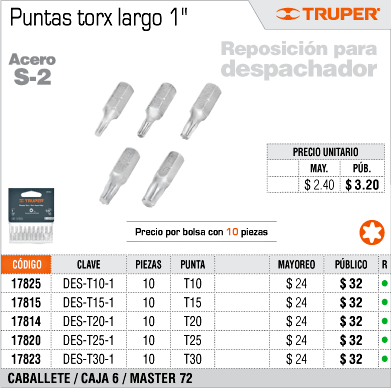 Puntas torx largo 1"
TRUPER®
Acero
S-2
Reposición para
despachador
PRECIO UNITARIO
MAY. PÚB.
$ 2.40 $ 3.20
TRUPER
Precio por bolsa con 10 piezas
CÓDIGO CLAVE PIEZAS PUNTA MAYOREO PÚBLICO R
17825 DES-T10-1 10 T10 $ 24 $ 32
17815 DES-T15-1 10 T15 $ 24 $ 32
17814 DES-T20-1 10 T20 $ 24 $ 32
17820 DES-T25-1 10 T25 $ 24 $ 32
17823 DES-T30-1 10 T30 $ 24 $ 32
CABALLETE / CAJA 6 / MASTER 72